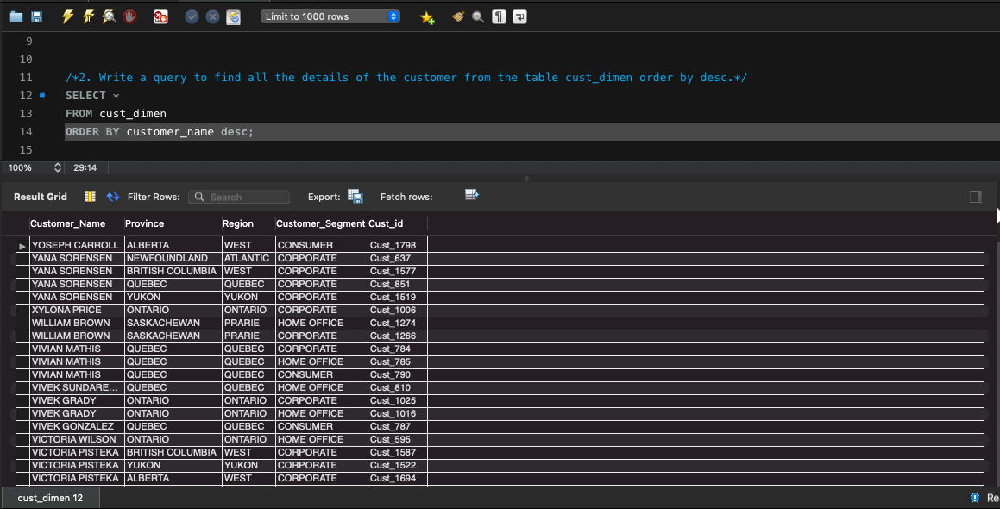 Limit to 1000 rows
9
10
11 /*2. Write a query to find all the details of the customer from the table cust_dimen order by desc.*/
12 SELECT *
13 FROM cust_dimen
14 ORDER BY customer_name desc;
15
100% 29:14
Result Grid Filter Rows: Search Export: Fetch rows:
Customer_Name Province Region Customer_Segment Cust_id
YOSEPH CARROLL ALBERTA WEST CONSUMER Cust_1798
YANA SORENSEN NEWFOUNDLAND ATLANTIC CORPORATE Cust_637
YANA SORENSEN BRITISH COLUMBIA WEST CORPORATE Cust_1577
YANA SORENSEN QUEBEC QUEBEC CORPORATE Cust_851
YANA SORENSEN YUKON YUKON CORPORATE Cust_1519
XYLONA PRICE ONTARIO ONTARIO CORPORATE Cust_1006
WILLIAM BROWN SASKACHEWAN PRARIE HOME OFFICE Cust_1274
WILLIAM BROWN SASKACHEWAN PRARIE CORPORATE Cust_1266
VIVIAN MATHIS QUEBEC QUEBEC CORPORATE Cust_784
VIVIAN MATHIS QUEBEC QUEBEC HOME OFFICE Cust_785
VIVIAN MATHIS QUEBEC QUEBEC CONSUMER Cust_790
VIVEK SUNDARE... QUEBEC QUEBEC HOME OFFICE Cust_810
VIVEK GRADY ONTARIO ONTARIO CORPORATE Cust_1025
VIVEK GRADY ONTARIO ONTARIO HOME OFFICE Cust_1016
VIVEK GONZALEZ QUEBEC QUEBEC CONSUMER Cust_787
VICTORIA WILSON ONTARIO ONTARIO HOME OFFICE Cust_595
VICTORIA PISTEKA BRITISH COLUMBIA WEST CORPORATE Cust_1587
VICTORIA PISTEKA YUKON YUKON CORPORATE Cust_1522
VICTORIA PISTEKA ALBERTA WEST CORPORATE Cust_1694
cust_dimen 12 Re